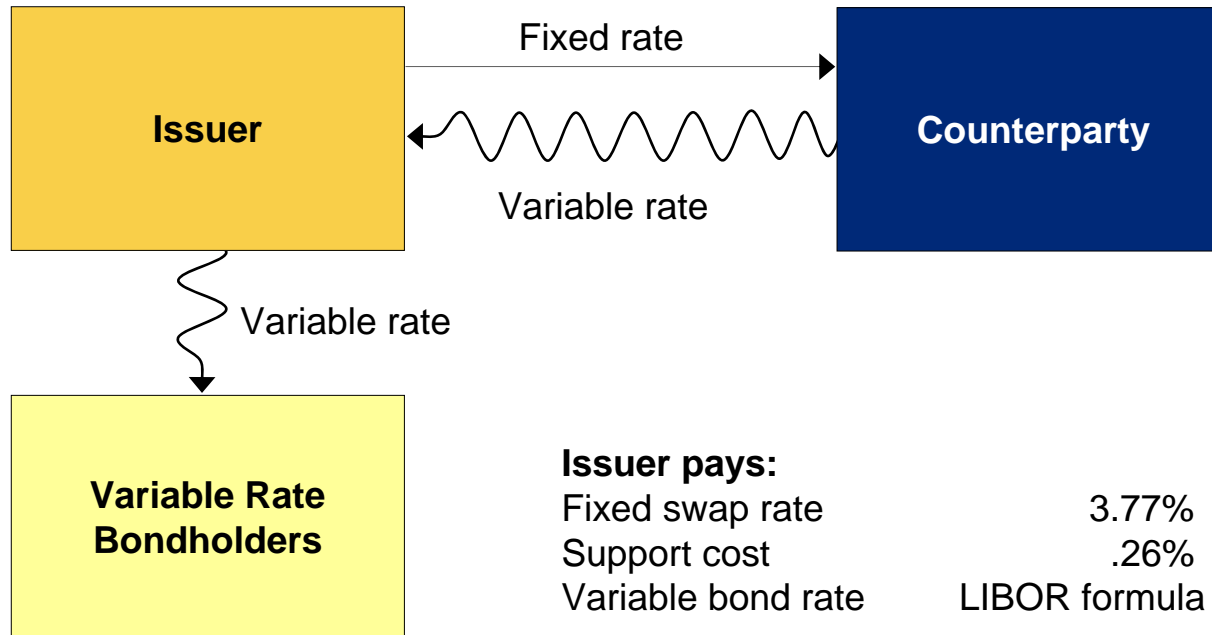 Fixed rate
Issuer
Counterparty
Variable rate
Variable rate
Variable Rate
Bondholders
Issuer pays:
Fixed swap rate 3.77%
Support cost .26%
Variable bond rate LIBOR formula